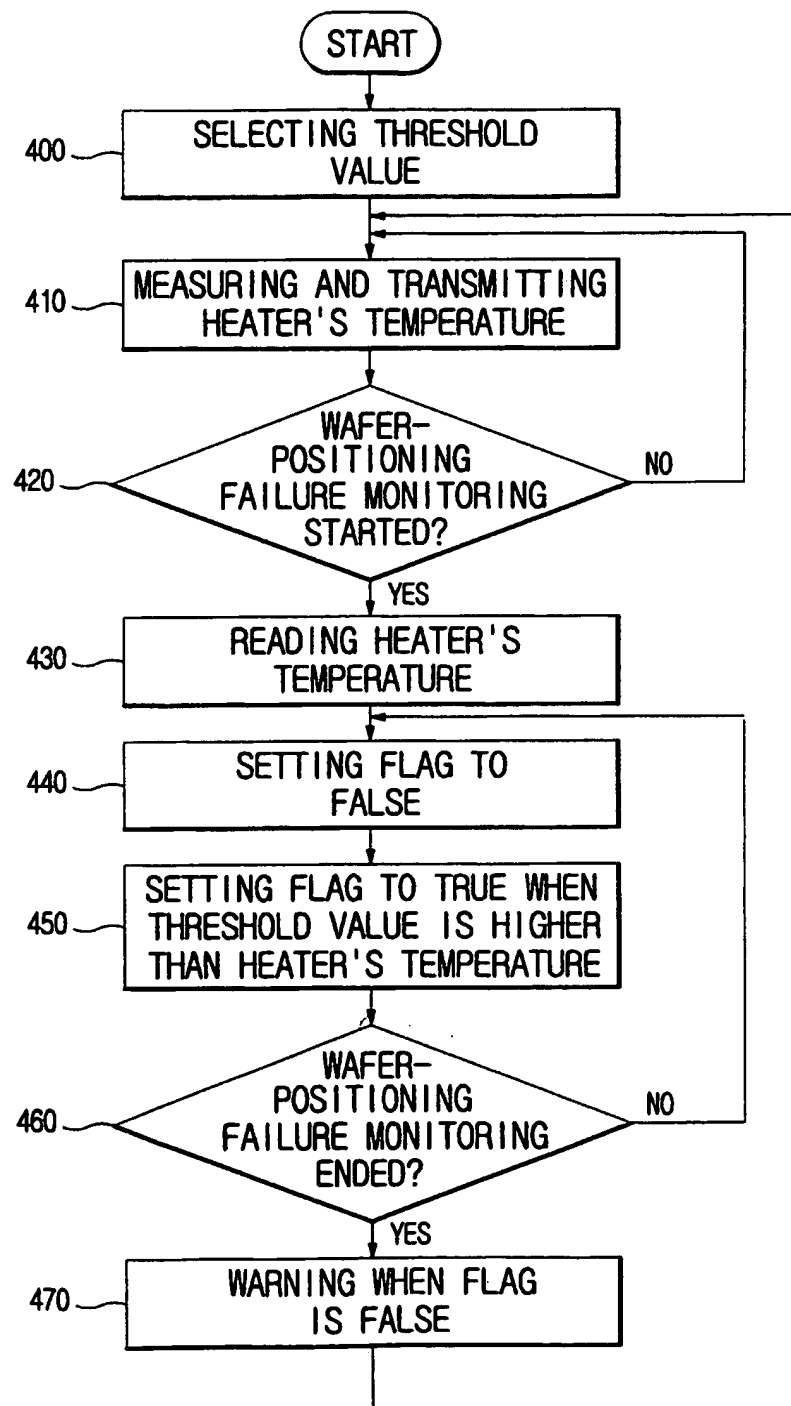 START
400
SELECTING THRESHOLD
VALUE
410
MEASURING AND TRANSMITTING
HEATER'S TEMPERATURE
420
WAFER-
POSITIONING
FAILURE MONITORING
STARTED?
NO
YES
430
READING HEATER'S
TEMPERATURE
440
SETTING FLAG TO
FALSE
450
SETTING FLAG TO TRUE WHEN
THRESHOLD VALUE IS HIGHER
THAN HEATER'S TEMPERATURE
460
WAFER-
POSITIONING
FAILURE MONITORING
ENDED?
NO
YES
470
WARNING WHEN FLAG
IS FALSE